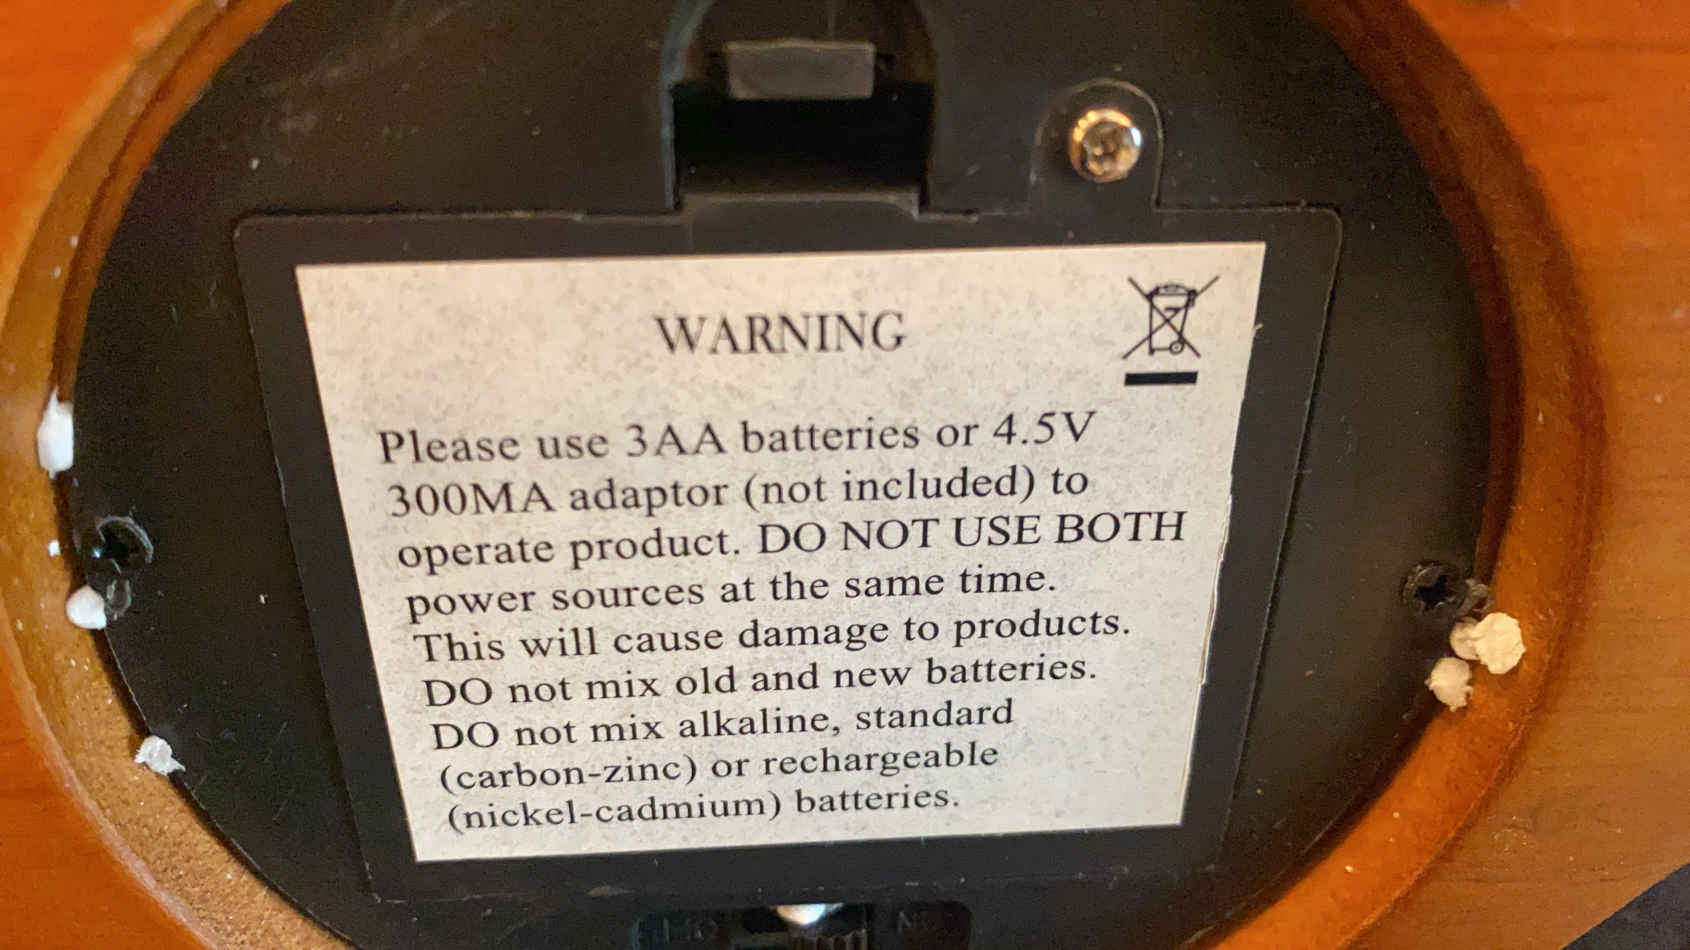 WARNING
Please use 3AA batteries or 4.5V
300MA adaptor (not included) to
operate product. DO NOT USE BOTH
power sources at the same time.
This will cause damage to products.
DO not mix old and new batteries.
DO not mix alkaline, standard
(carbon-zinc) or rechargeable
(nickel-cadmium) batteries.